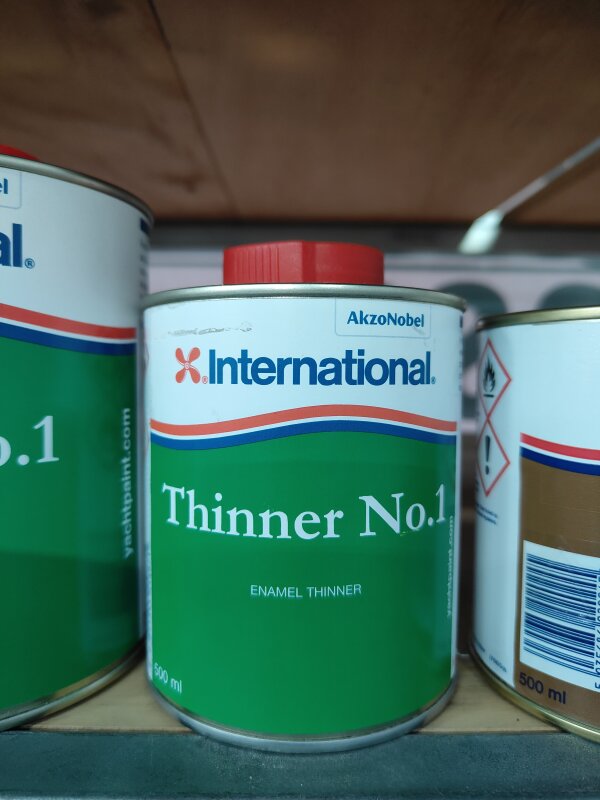 al®
o.1
yachtpaint.com
AkzoNobel
International®
Thinner No.1
ENAMEL THINNER
yachtpaint.com
500 ml
500 ml